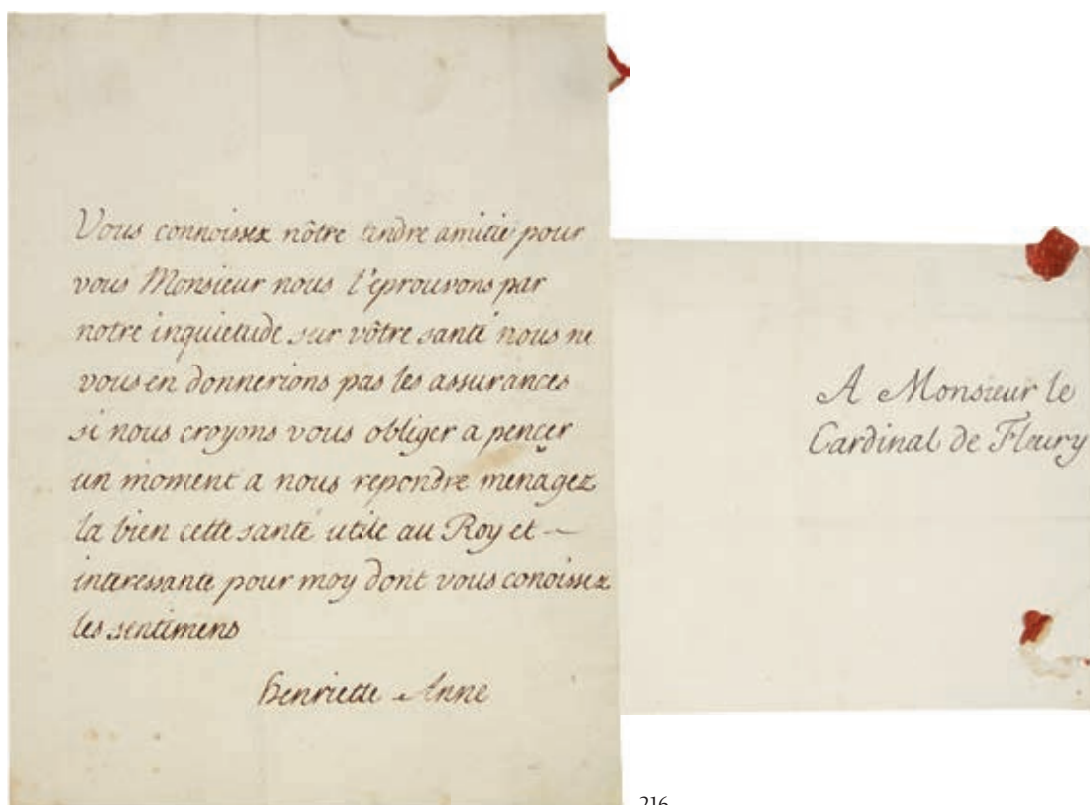 Vous connoissez nôtre tendre amitié pour
vous Monsieur nous l'eprouvons par
notre inquietude sur vôtre santé nous ne
vous en donnerions pas les assurances
si nous croyons vous obliger a pençer
un moment a nous repondre menagez
la bien cette santé utile au Roy et —
interessante pour moy dont vous conoissez
les sentimens
henriette Anne
A Monsieur le
Cardinal de Fleury
216